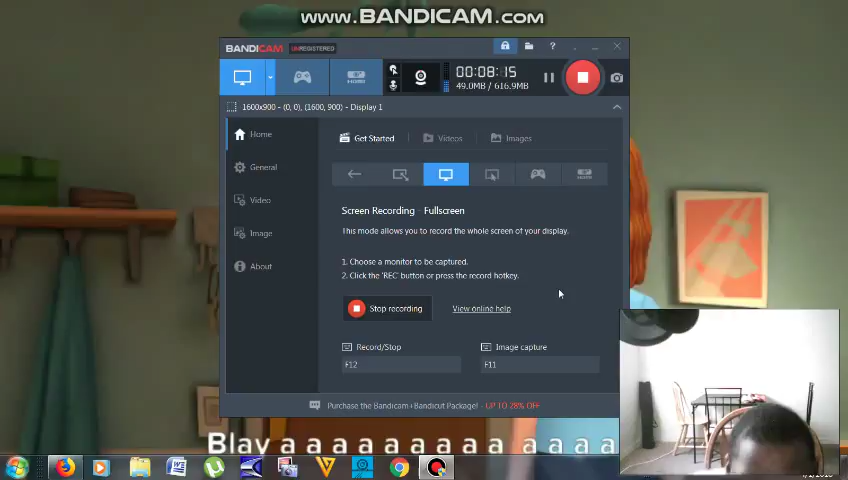 www.BANDICAM.com
BANDICAM UNREGISTERED
?
00:08:15
49.0MB / 616.9MB
1600x900 - (0, 0), (1600, 900) - Display 1
Home
Get Started
Videos
Images
General
Video
Screen Recording - Fullscreen
This mode allows you to record the whole screen of your display.
Image
1. Choose a monitor to be captured.
About
2. Click the 'REC' button or press the record hotkey.
Stop recording
View online help
Record/Stop
Image capture
F12
F11
Purchase the Bandicam+Bandicut Package! - UP TO 28% OFF
Blay a a a a a a a a a a a a